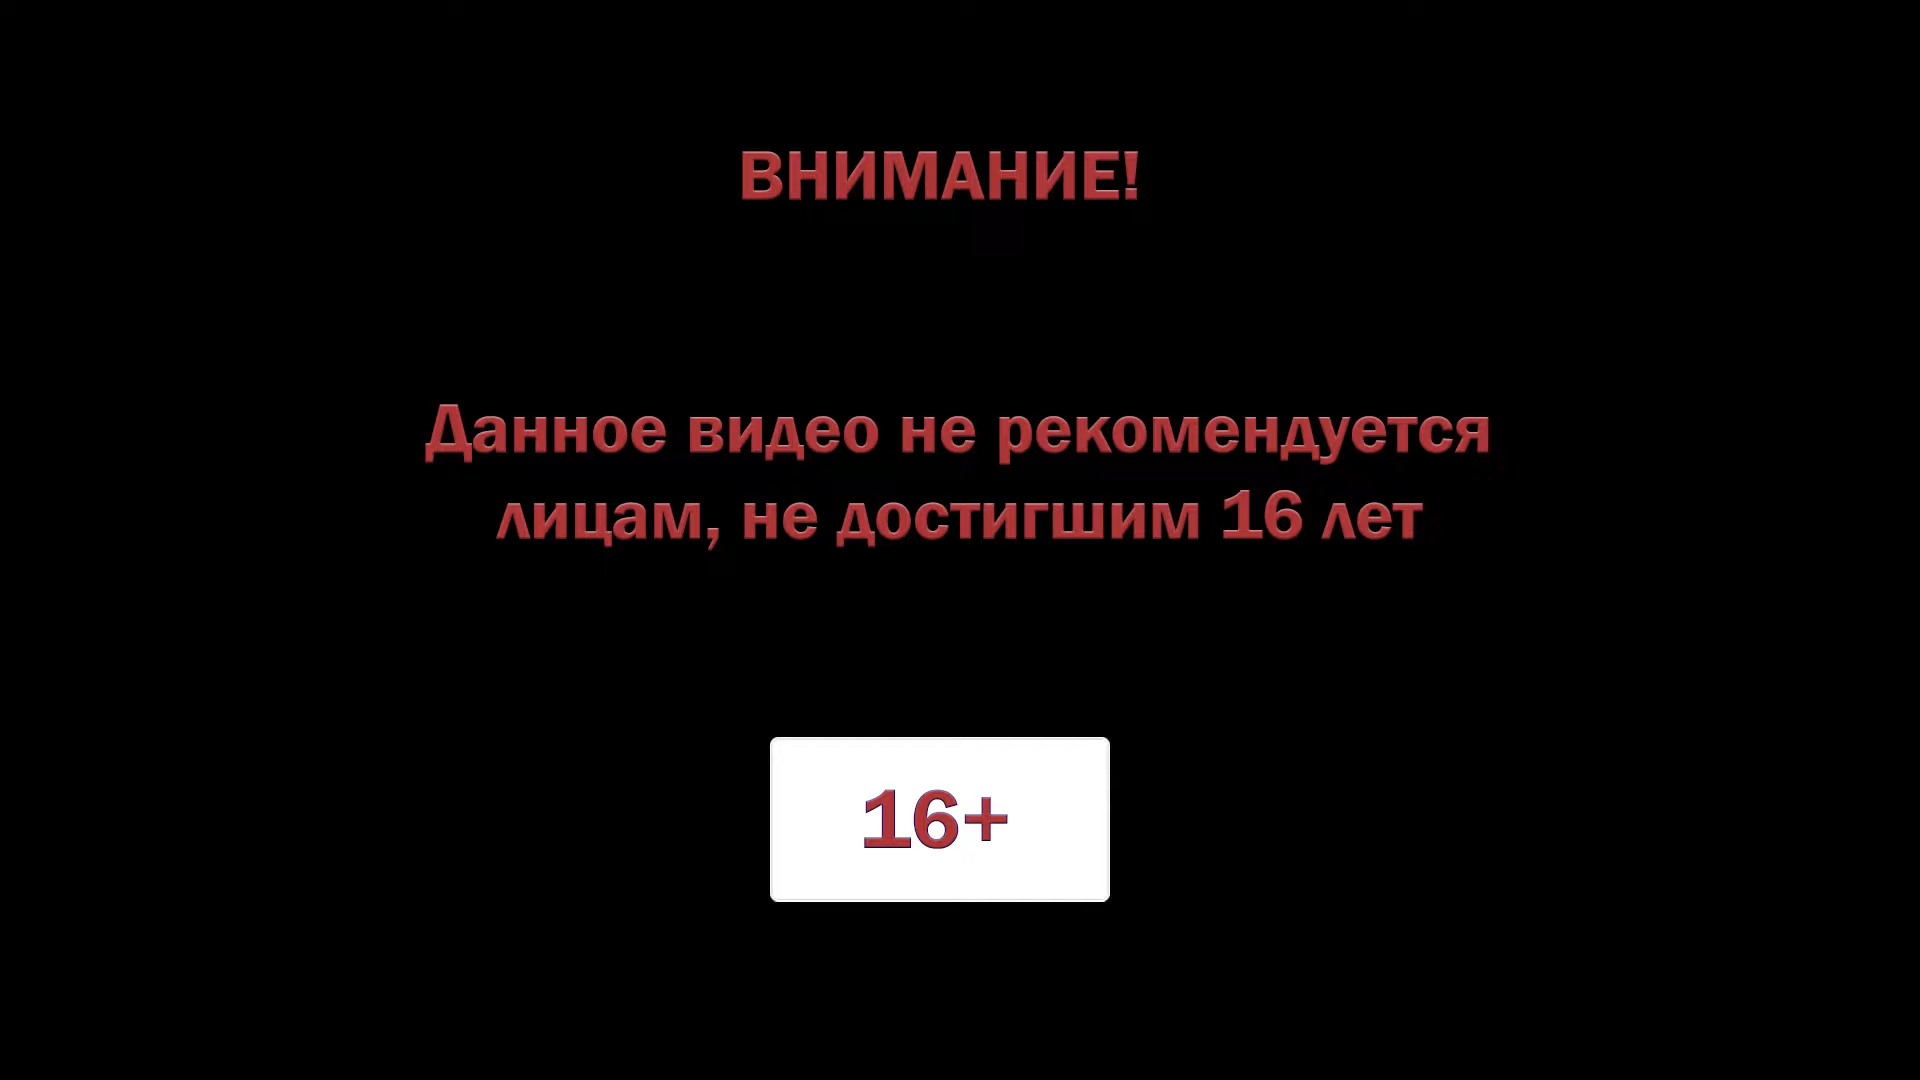 ВНИМАНИЕ!
Данное видео не рекомендуется
лицам, не достигшим 16 лет
16+